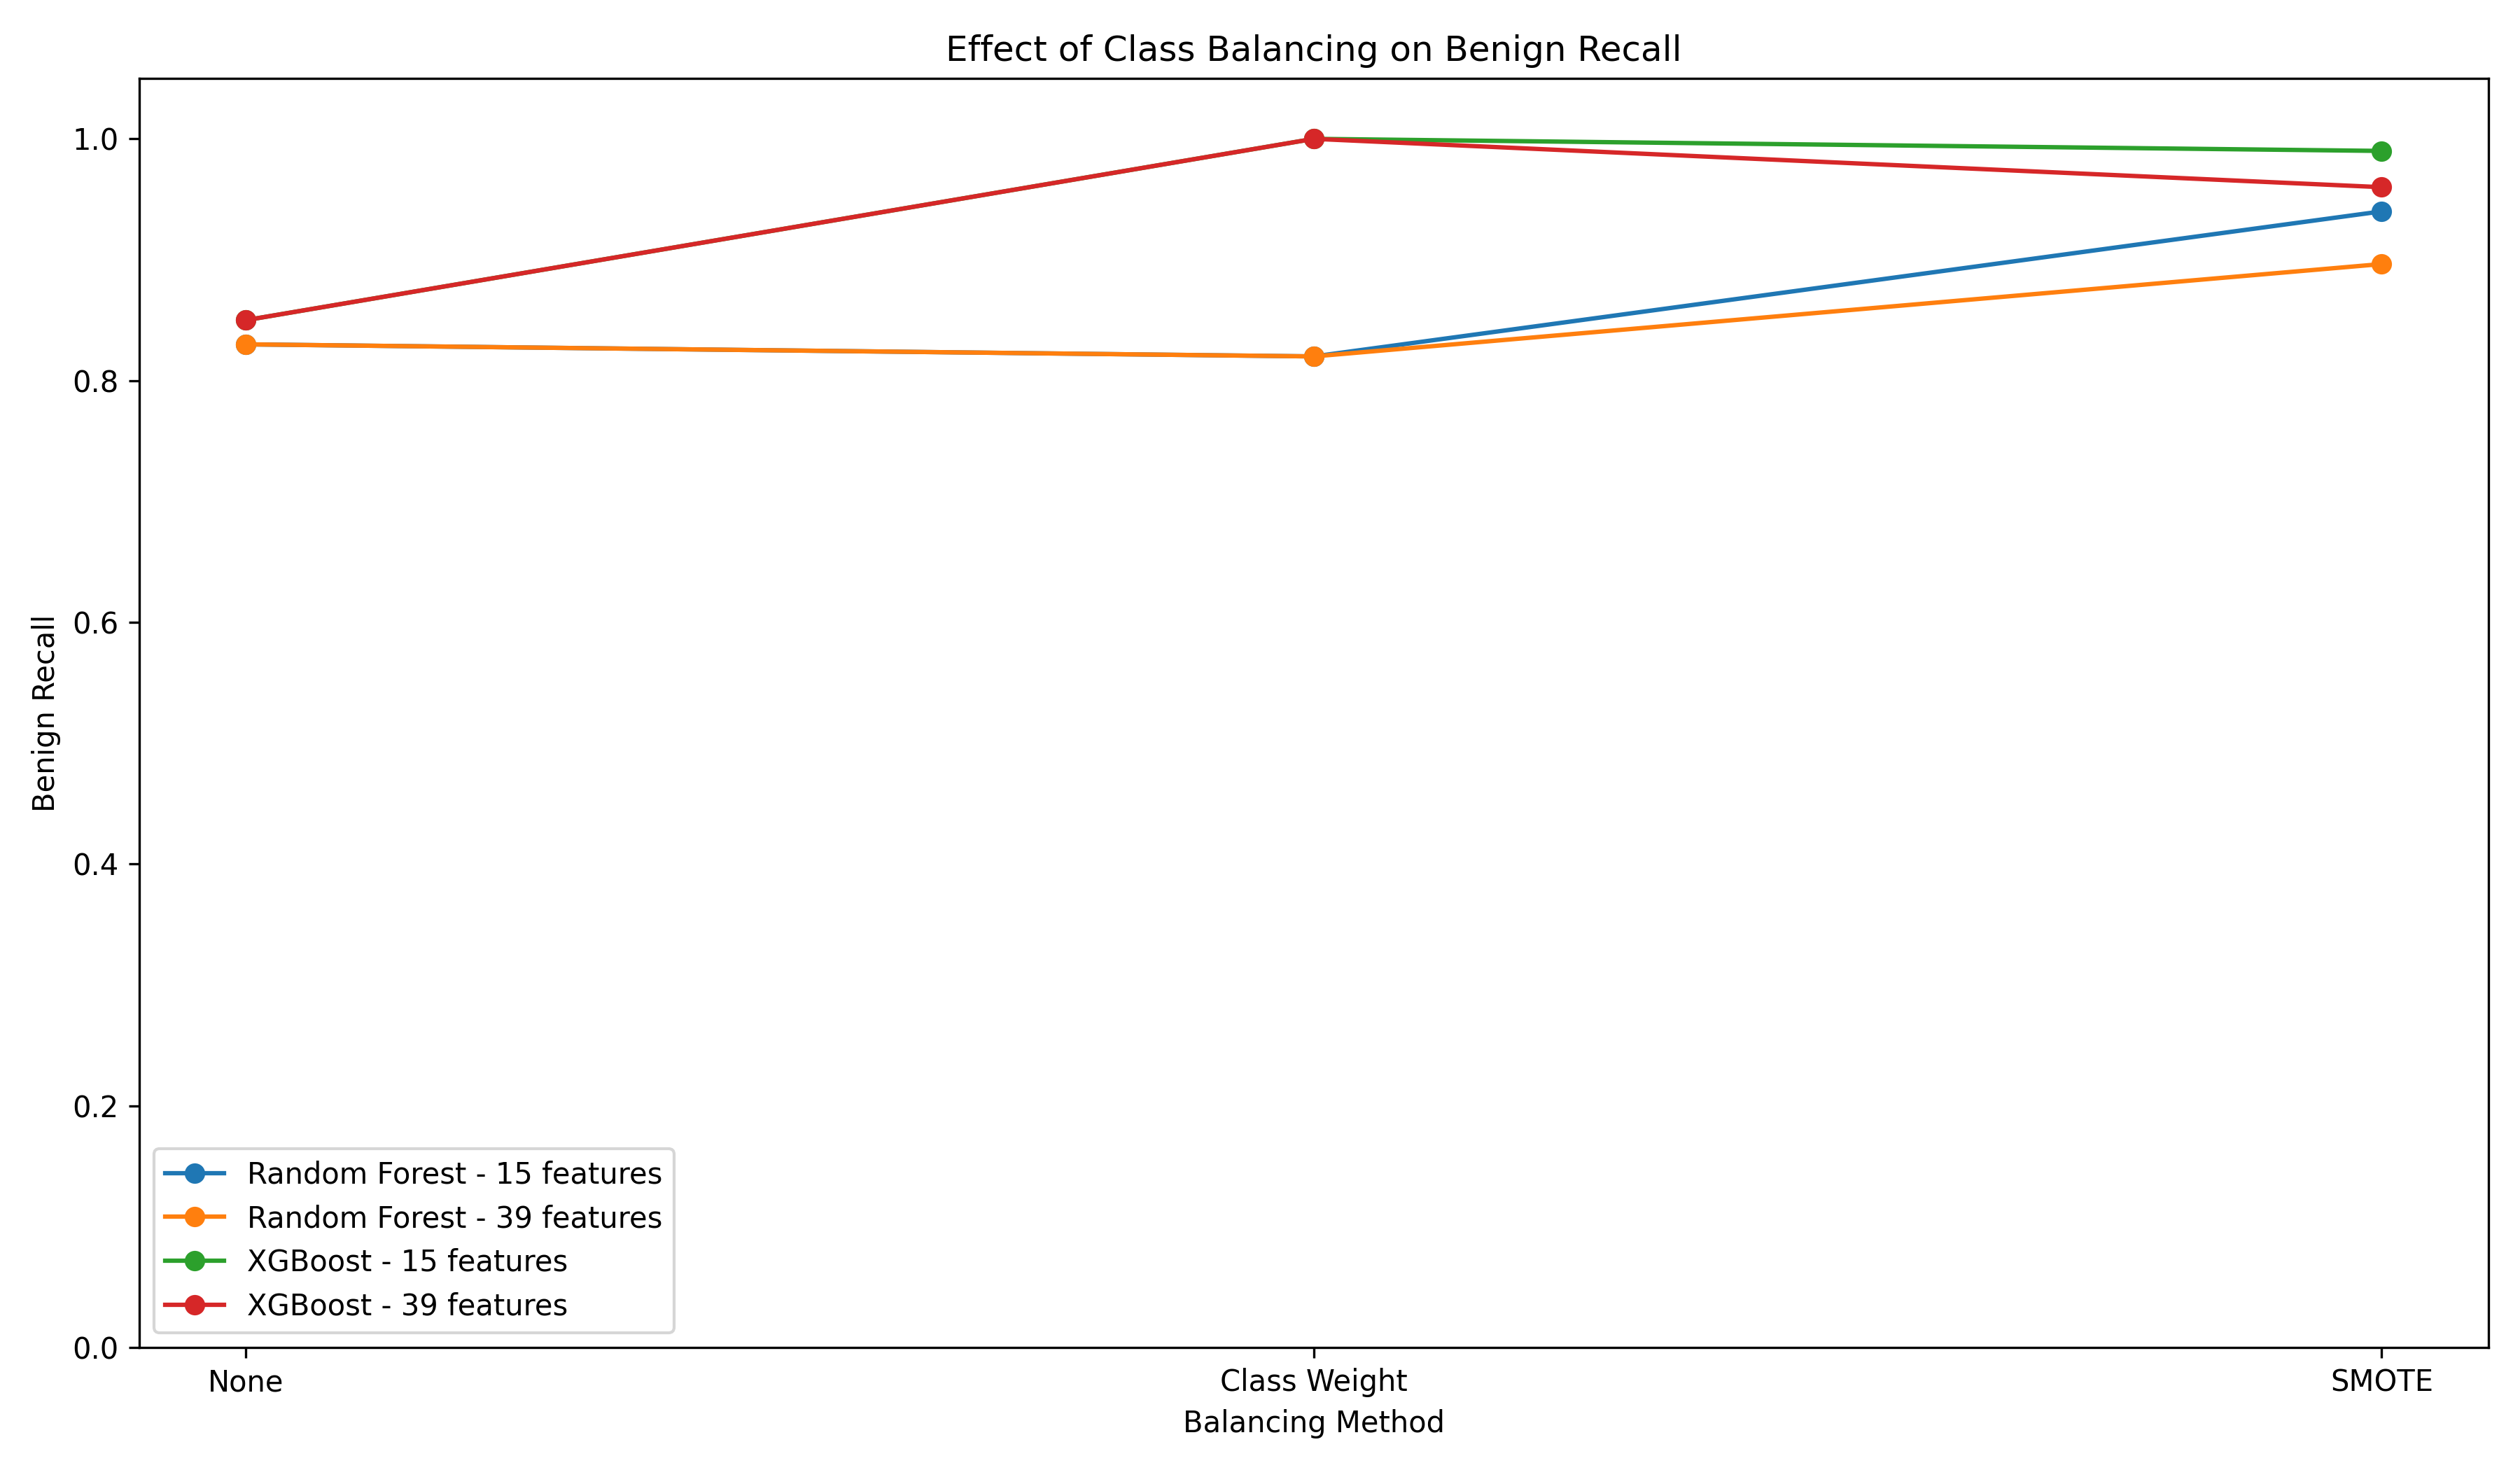 Effect of Class Balancing on Benign Recall
1.0
0.8
0.6
0.4
0.2
0.0
Benign Recall
Random Forest - 15 features
Random Forest - 39 features
XGBoost - 15 features
XGBoost - 39 features
None
Class Weight
SMOTE
Balancing Method